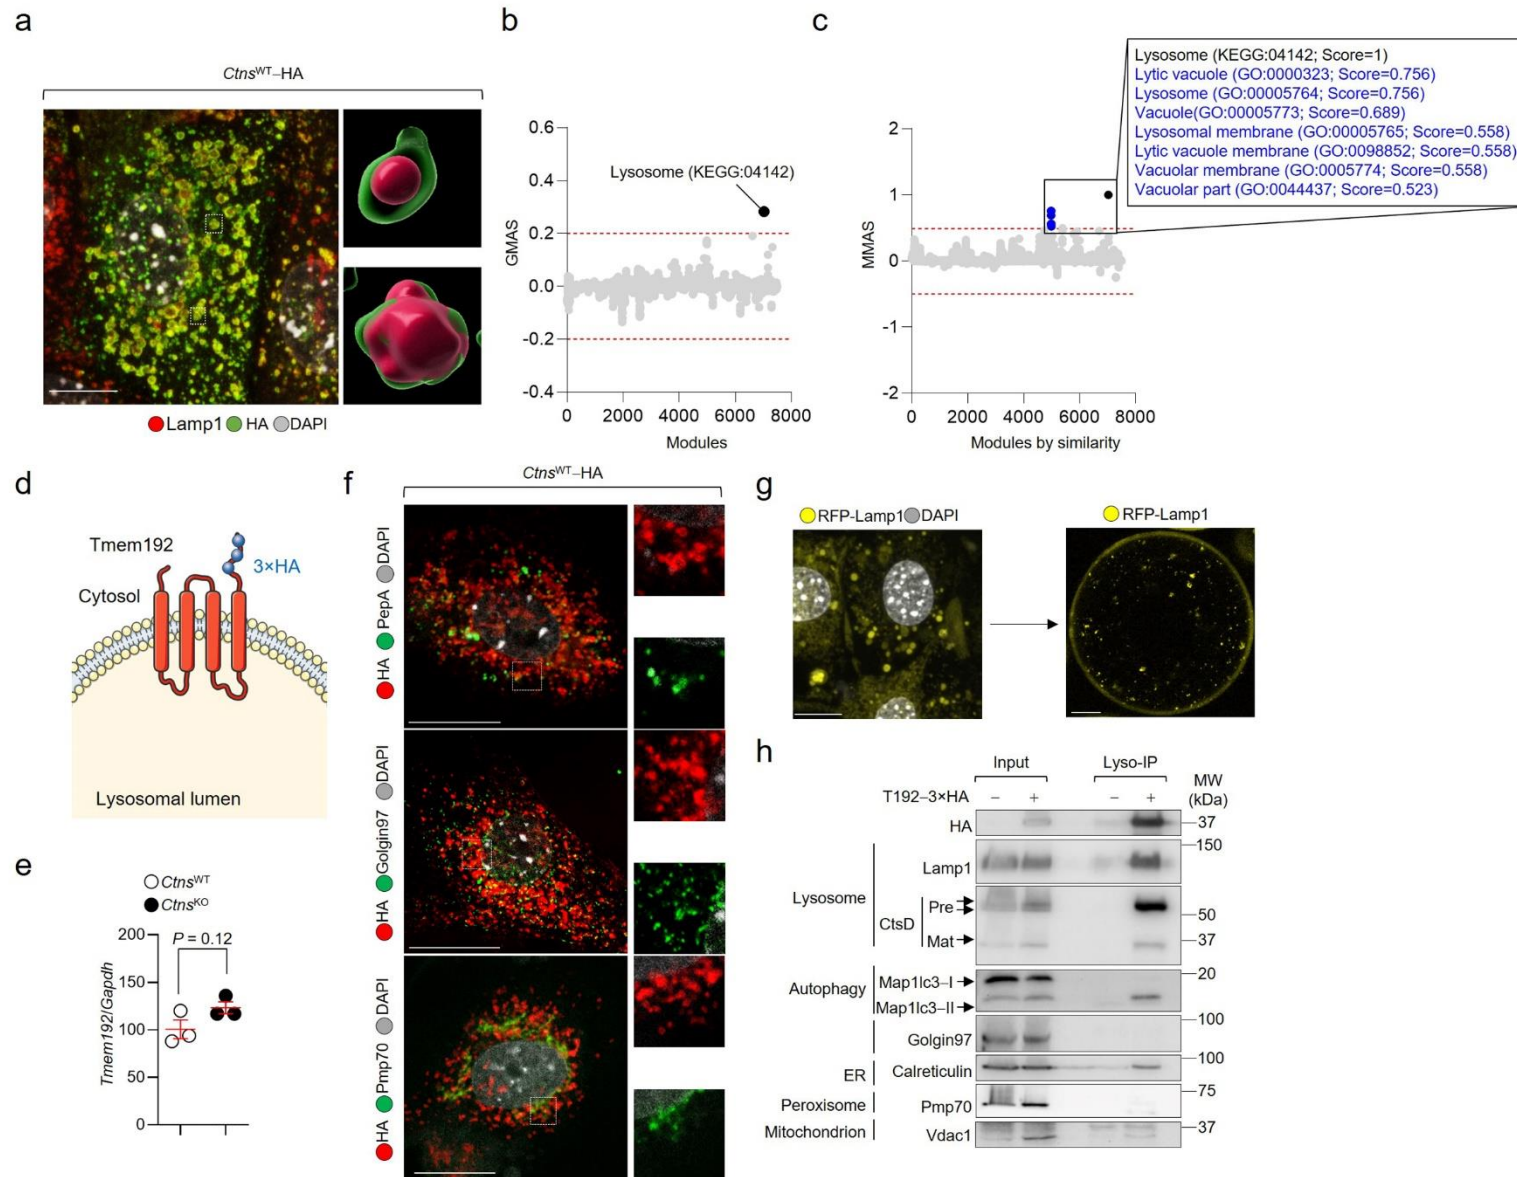 a
Ctns^WT–HA
Lamp1 HA DAPI
b
GMAS
0.6
0.4
0.2
0.0
-0.2
-0.4
Lysosome (KEGG:04142)
0 2000 4000 6000 8000
Modules
c
MMAS
2
1
0
-1
-2
0 2000 4000 6000 8000
Modules by similarity
Lysosome (KEGG:04142; Score=1)
Lytic vacuole (GO:0000323; Score=0.756)
Lysosome (GO:00005764; Score=0.756)
Vacuole(GO:00005773; Score=0.689)
Lysosomal membrane (GO:00005765; Score=0.558)
Lytic vacuole membrane (GO:0098852; Score=0.558)
Vacuolar membrane (GO:0005774; Score=0.558)
Vacuolar part (GO:0044437; Score=0.523)
d
Tmem192
3×HA
Cytosol
Lysosomal lumen
e
Ctns^WT
Ctns^KO
P = 0.12
Tmem192/Gapdh
200
150
100
50
0
f
Ctns^WT–HA
HA PepA DAPI
HA Golgin97 DAPI
HA Pmp70 DAPI
g
RFP-Lamp1 DAPI
RFP-Lamp1
h
Input Lyso-IP
MW
(kDa)
T192–3×HA − + − +
HA 37
150
Lysosome Lamp1
CtsD Pre 50
Mat 37
Autophagy Map1lc3–I 20
Map1lc3–II
Golgin97 100
ER Calreticulin 100
Peroxisome Pmp70 75
Mitochondrion Vdac1 37